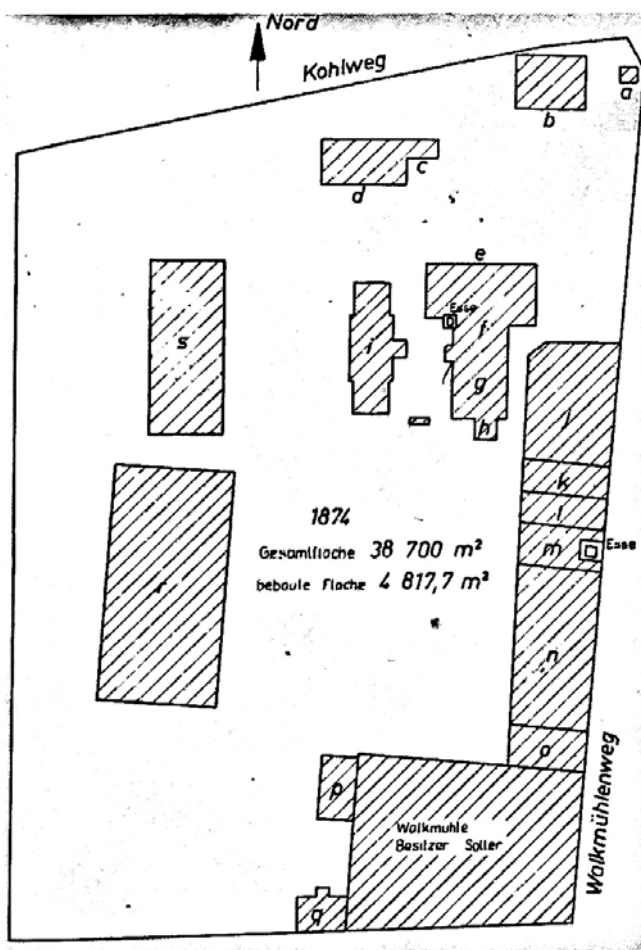 Nord
Kohlweg
a
b
c
d
e
Esse
f
s
i
g
h
j
k
l
1874
Gesamtfläche 38 700 m²
m
Esse
bebaute Fläche 4 817,7 m²
r
n
o
p
Walkmühle
Besitzer Soller
Walkmühlenweg
q